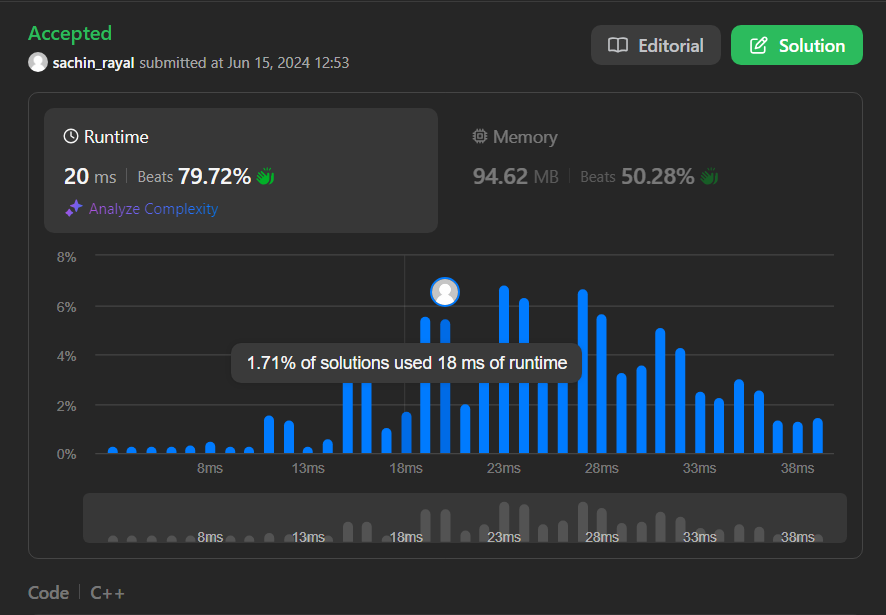 Accepted
Editorial
Solution
sachin_rayal submitted at Jun 15, 2024 12:53
Runtime
Memory
20 ms Beats 79.72%
94.62 MB Beats 50.28%
Analyze Complexity
8%
6%
4%
2%
0%
1.71% of solutions used 18 ms of runtime
8ms 13ms 18ms 23ms 28ms 33ms 38ms
8ms 13ms 18ms 23ms 28ms 33ms 38ms
Code C++